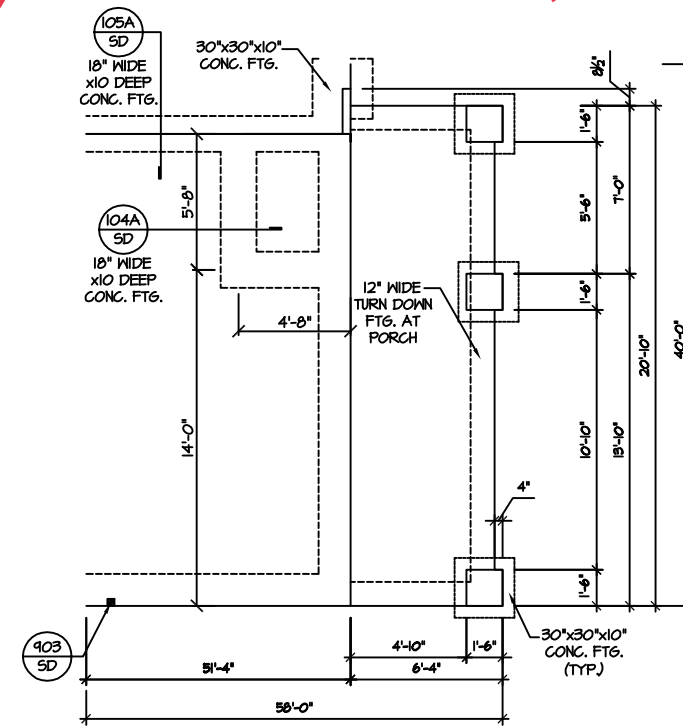 105A
SD
18" WIDE
x10 DEEP
CONC. FTG.
30"x30"x10"
CONC. FTG.
8½"
1'-6"
5'-8"
5'-6"
7'-0"
104A
SD
18" WIDE
x10 DEEP
CONC. FTG.
12" WIDE
TURN DOWN
FTG. AT
PORCH
1'-6"
4'-8"
20'-10"
40'-0"
14'-0"
10'-10"
13'-10"
4"
1'-6"
903
SD
4'-10"
1'-6"
30"x30"x10"
CONC. FTG.
(TYP.)
51'-4"
6'-4"
58'-0"